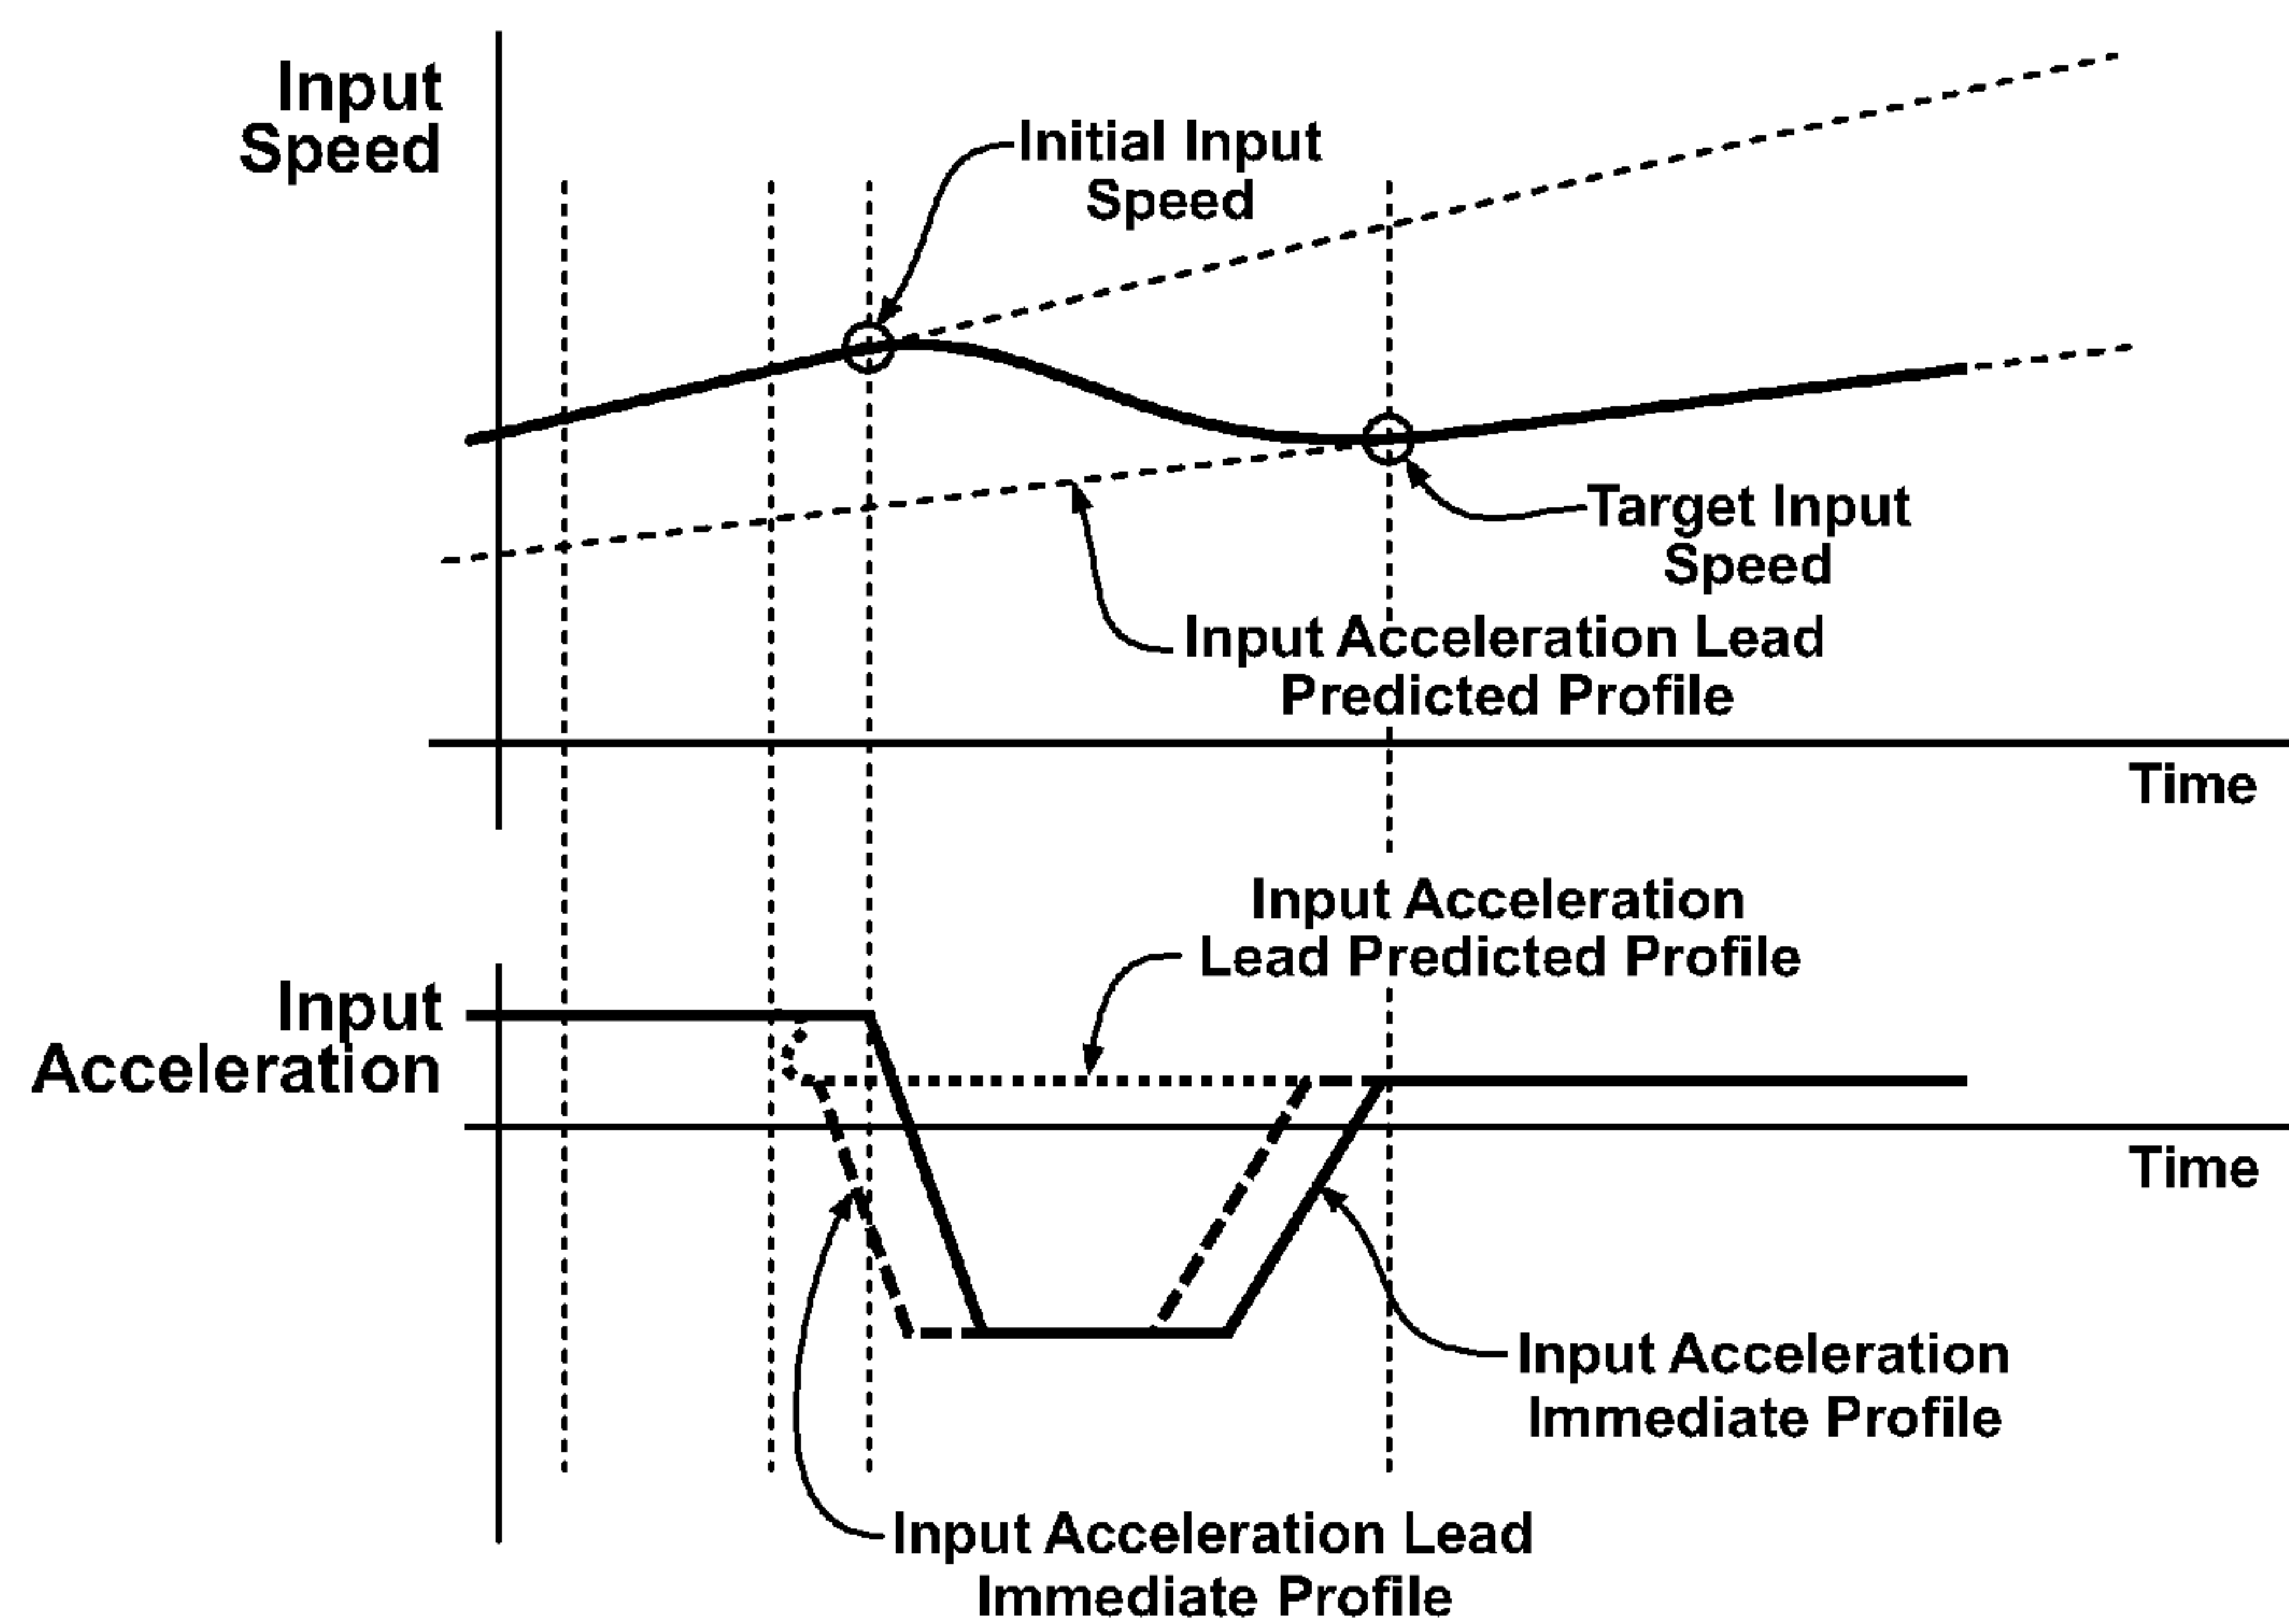 Input
Speed
Initial Input
Speed
Target Input
Speed
Input Acceleration Lead
Predicted Profile
Time
Input Acceleration
Lead Predicted Profile
Input
Acceleration
Time
Input Acceleration
Immediate Profile
Input Acceleration Lead
Immediate Profile